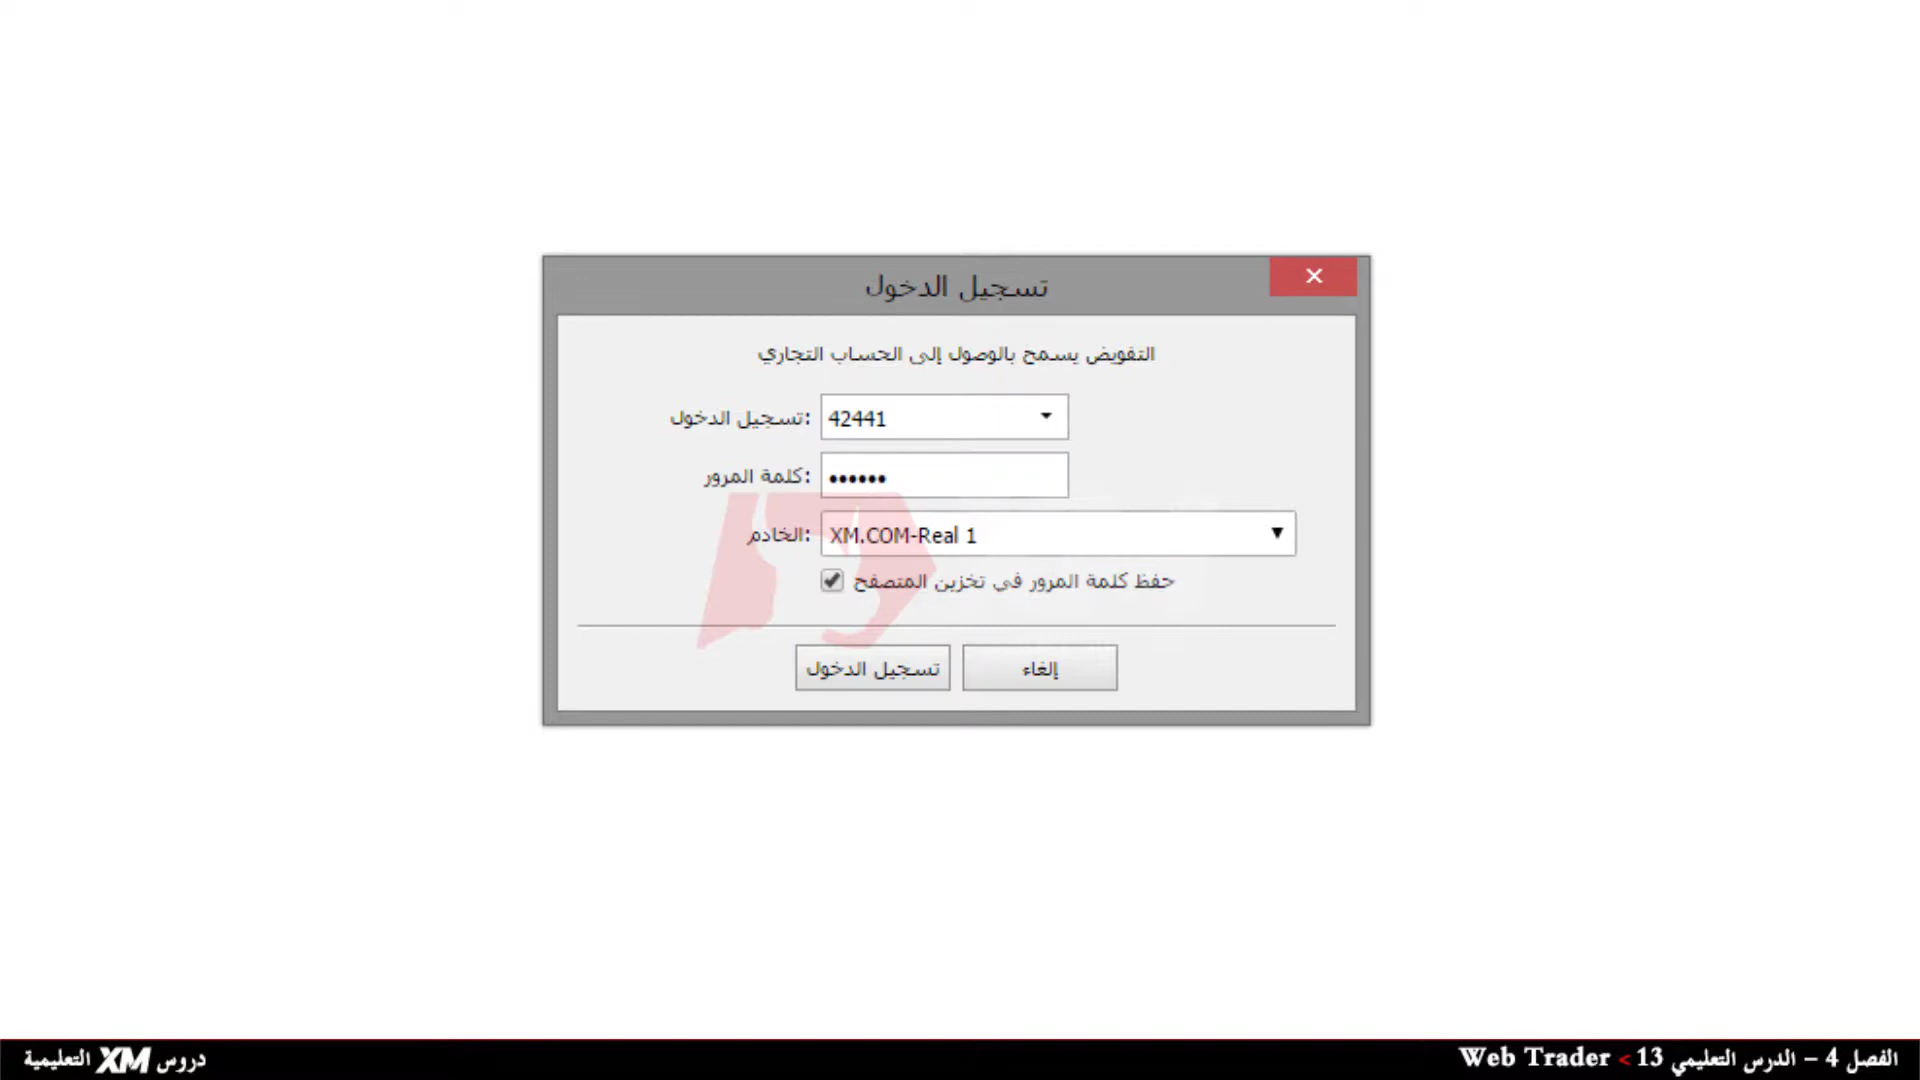 تسجيل الدخول
التفويض يسمح بالوصول إلى الحساب التجاري
تسجيل الدخول: 42441
كلمة المرور: ••••••
الخادم: XM.COM-Real 1
حفظ كلمة المرور في تخزين المتصفح
تسجيل الدخول إلغاء
الفصل 4 – الدرس التعليمي 13 > Web Trader
دروس XM التعليمية